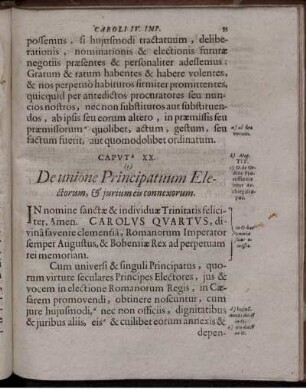 CAROLI IV. IMP.
possemus, si hujusmodi tractatuum, delibe-
rationis, nominationis & electionis futuræ
negotiis præsentes & personaliter adessemus:
Gratum & ratum habentes & habere volentes,
& nos perpetuò habituros firmiter promittentes,
quicquid per antedictos procuratores seu nun-
cios nostros, nec non substitutos aut substituen-
dos, ab ipsis seu eorum altero, in præmissis seu
præmissorum quolibet, actum, gestum, seu
factum fuerit, aut quomodolibet ordinatum.
CAPUT XX.
De unione Principatuum Ele-
ctorum, & jurium eis connexorum.
IN nomine sanctæ & individuæ Trinitatis felici-
ter, Amen. CAROLVS QVARTVS, di-
vinâ favente clementiâ, Romanorum Imperator
semper Augustus, & Bohemiæ Rex ad perpetuam
rei memoriam.
Cùm universi & singuli Principatus, quo-
rum virtute seculares Principes Electores, jus &
vocem in electione Romanorum Regis, in Cæ-
sarem promovendi, obtinere noscuntur, cum
jure hujusmodi, nec non officiis, dignitatibus
& juribus aliis, eis & cuilibet eorum annexis &
depen-